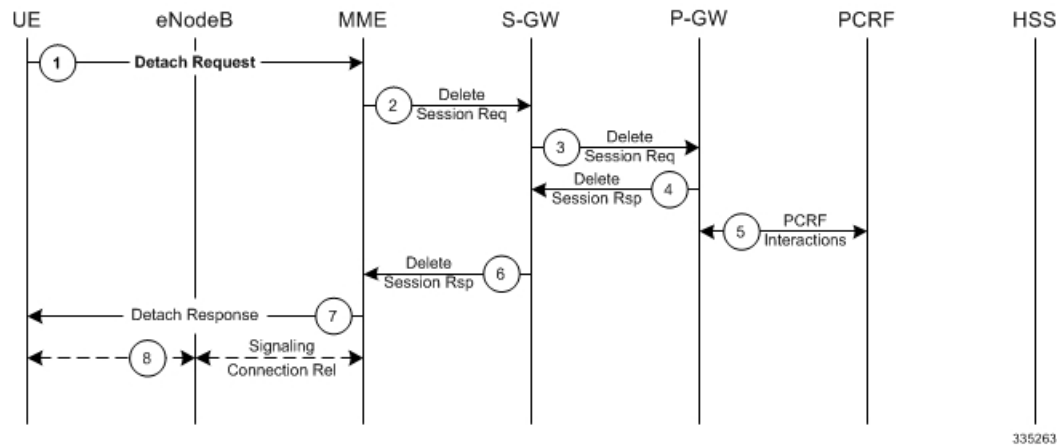 UE eNodeB MME S-GW P-GW PCRF HSS
1 Detach Request
2 Delete
Session Req
3 Delete
Session Req
Delete 4
Session Rsp
5 PCRF
Interactions
Delete 6
Session Rsp
Detach Response 7
8 Signaling
Connection Rel
335263